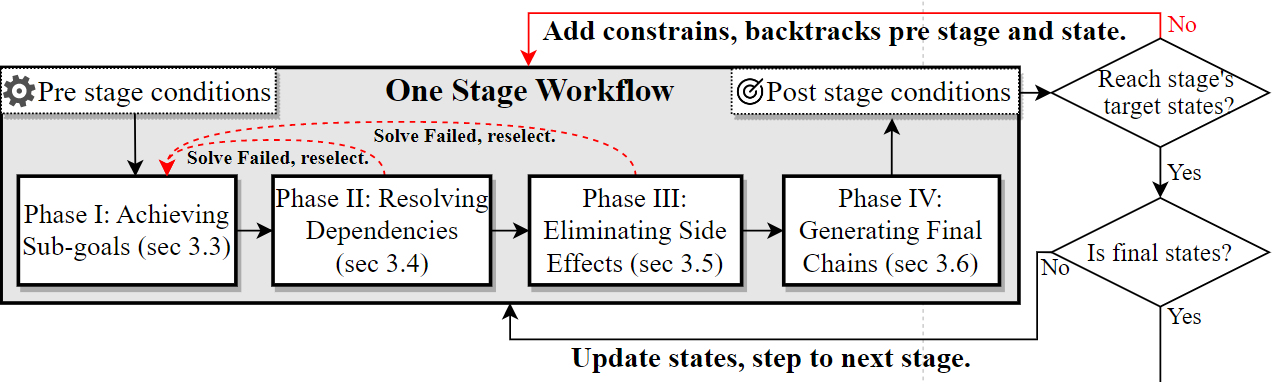 Add constrains, backtracks pre stage and state.
No
Pre stage conditions
One Stage Workflow
Post stage conditions
Reach stage's
target states?
Solve Failed, reselect.
Solve Failed, reselect.
Yes
Phase I: Achieving
Sub-goals (sec 3.3)
Phase II: Resolving
Dependencies
(sec 3.4)
Phase III:
Eliminating Side
Effects (sec 3.5)
Phase IV:
Generating Final
Chains (sec 3.6)
Is final states?
No
Yes
Update states, step to next stage.